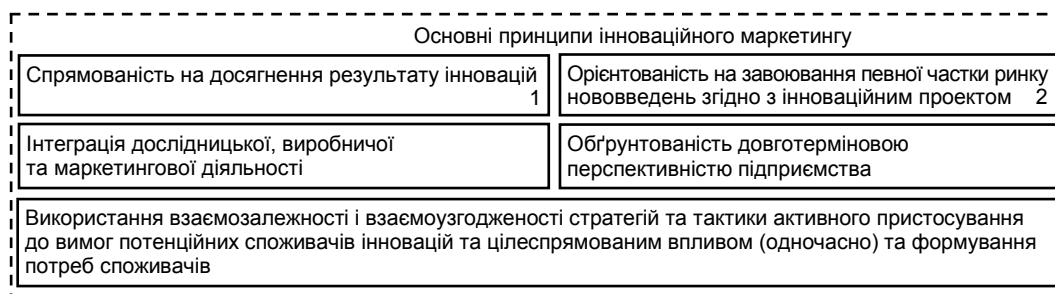 Основні принципи інноваційного маркетингу
Спрямованість на досягнення результату інновацій
1
Орієнтованість на завоювання певної частки ринку
нововведень згідно з інноваційним проектом 2
Інтеграція дослідницької, виробничої
та маркетингової діяльності
Обґрунтованість довготерміновою
перспективністю підприємства
Використання взаємозалежності і взаємоузгодженості стратегій та тактики активного пристосування
до вимог потенційних споживачів інновацій та цілеспрямованим впливом (одночасно) та формування
потреб споживачів